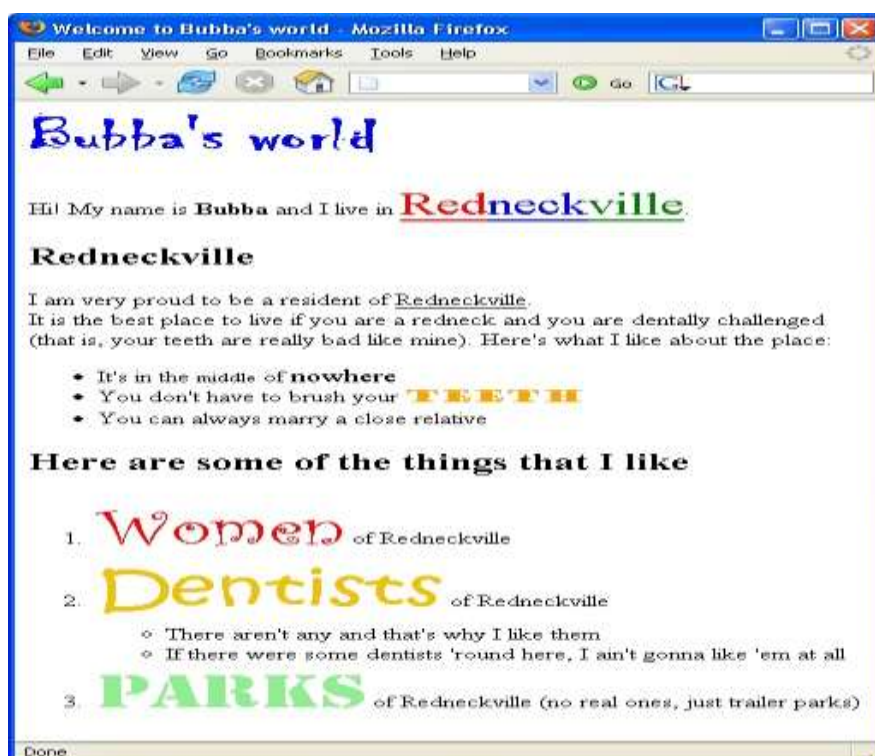 Welcome to Bubba's world - Mozilla Firefox
File Edit View Go Bookmarks Tools Help
Go G
Bubba's world
Hi! My name is Bubba and I live in Redneckville.
Redneckville
I am very proud to be a resident of Redneckville.
It is the best place to live if you are a redneck and you are dentally challenged
(that is, your teeth are really bad like mine). Here's what I like about the place:
• It's in the middle of nowhere
• You don't have to brush your TEETH
• You can always marry a close relative
Here are some of the things that I like
1. Women of Redneckville
2. Dentists of Redneckville
○ There aren't any and that's why I like them
○ If there were some dentists 'round here, I ain't gonna like 'em at all
3. PARKS of Redneckville (no real ones, just trailer parks)
Done